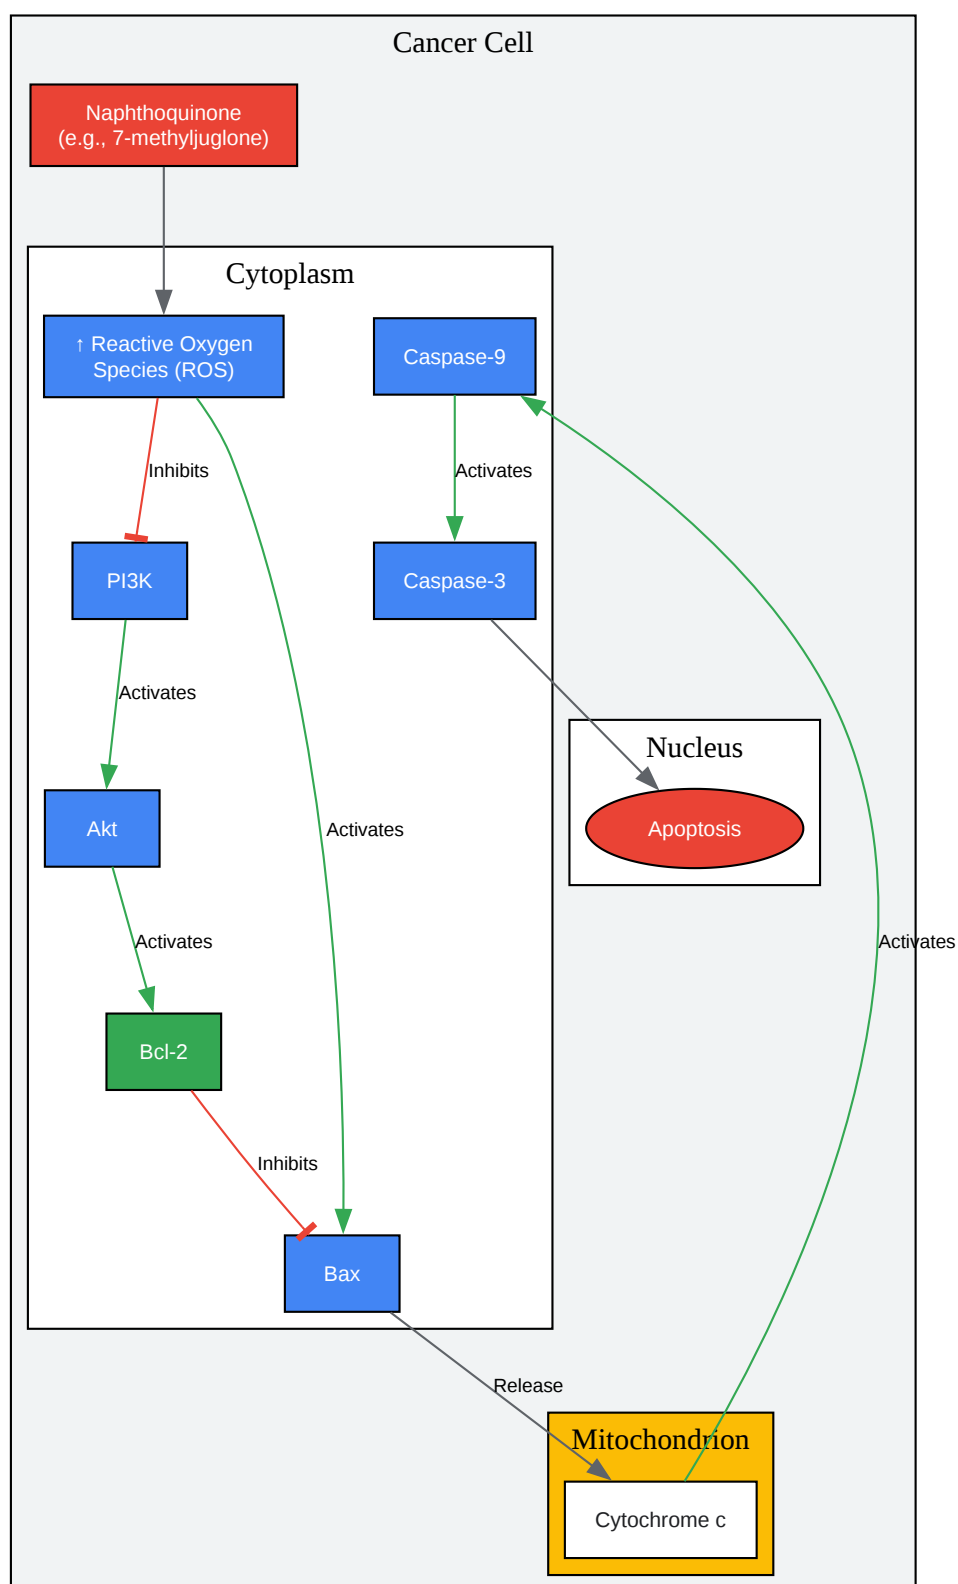 Cancer Cell
Naphthoquinone
(e.g., 7-methyljuglone)
Cytoplasm
↑ Reactive Oxygen
Species (ROS)
Caspase-9
Inhibits
Activates
PI3K
Caspase-3
Activates
Nucleus
Akt
Activates
Apoptosis
Activates
Activates
Bcl-2
Inhibits
Bax
Release
Mitochondrion
Cytochrome c